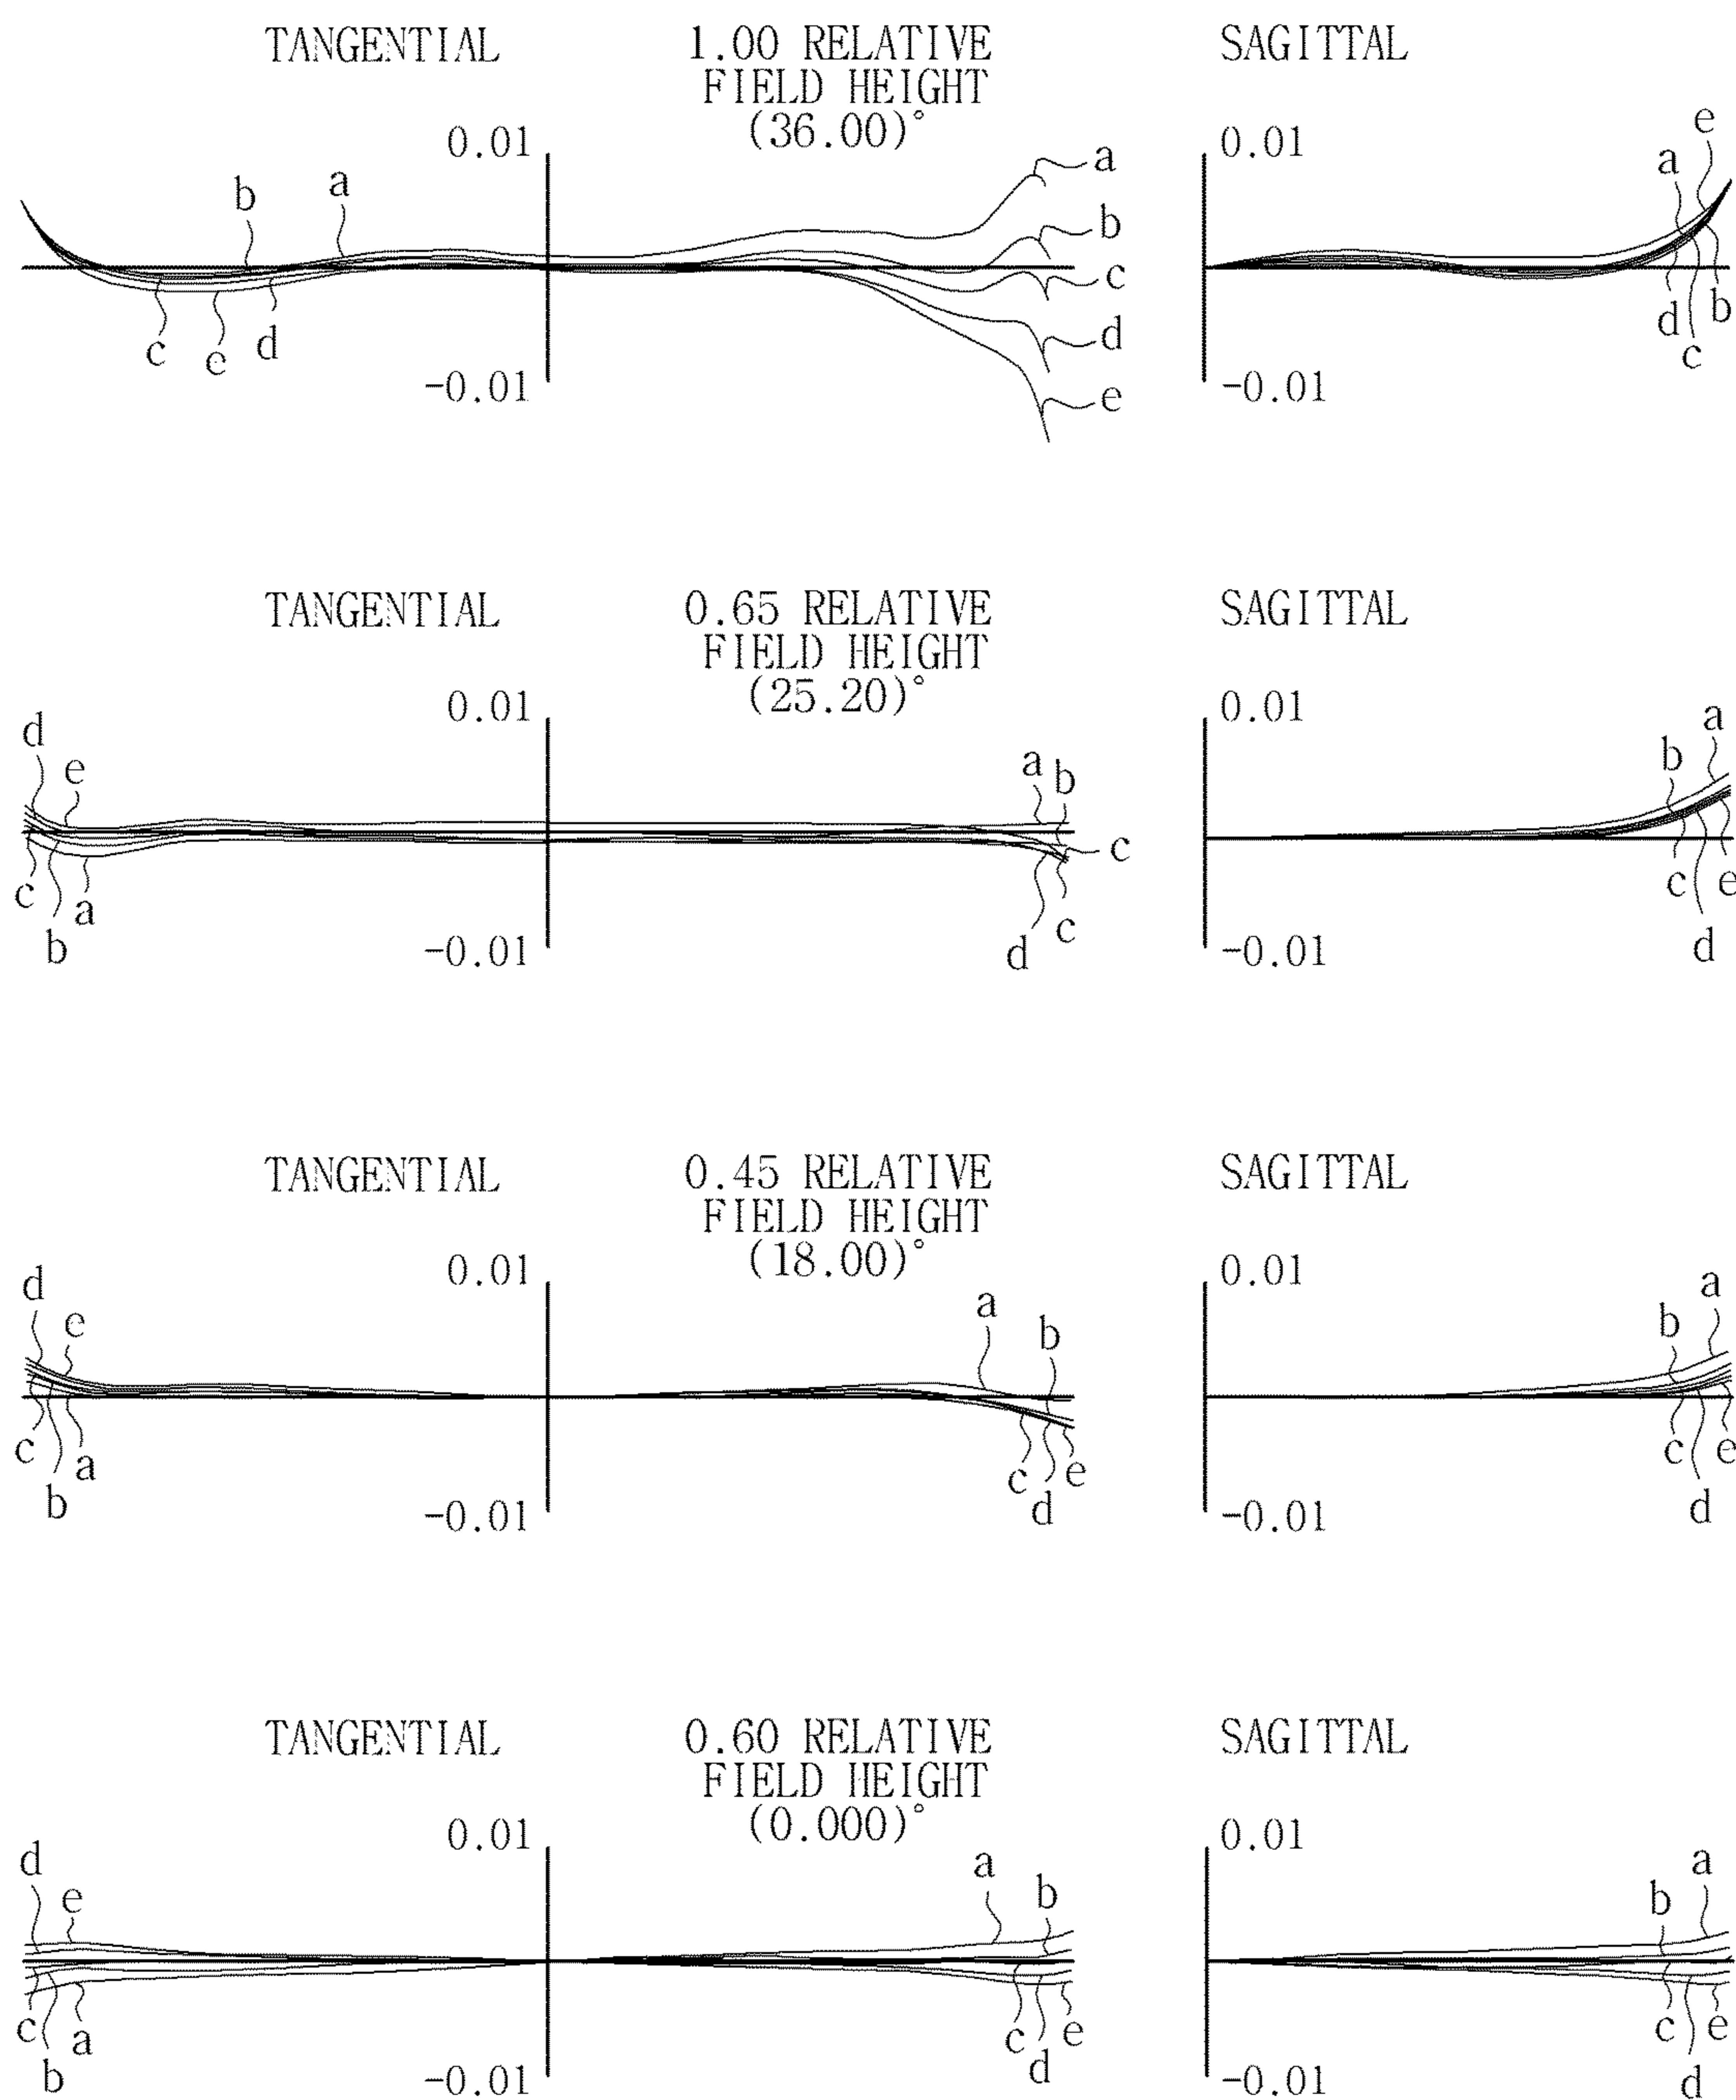 TANGENTIAL
1.00 RELATIVE
FIELD HEIGHT
(36.00)°
SAGITTAL
0.01
b
a
c
e
d
-0.01
a
b
c
d
e
0.01
a
e
d
c
b
-0.01
TANGENTIAL
0.65 RELATIVE
FIELD HEIGHT
(25.20)°
SAGITTAL
0.01
d
e
c
b
a
-0.01
a
b
c
d
c
0.01
b
a
c
d
e
-0.01
TANGENTIAL
0.45 RELATIVE
FIELD HEIGHT
(18.00)°
SAGITTAL
0.01
d
e
c
b
a
-0.01
a
b
c
d
e
0.01
b
a
c
d
e
-0.01
TANGENTIAL
0.60 RELATIVE
FIELD HEIGHT
(0.000)°
SAGITTAL
0.01
d
e
c
b
a
-0.01
a
b
c
d
e
0.01
b
a
c
d
e
-0.01